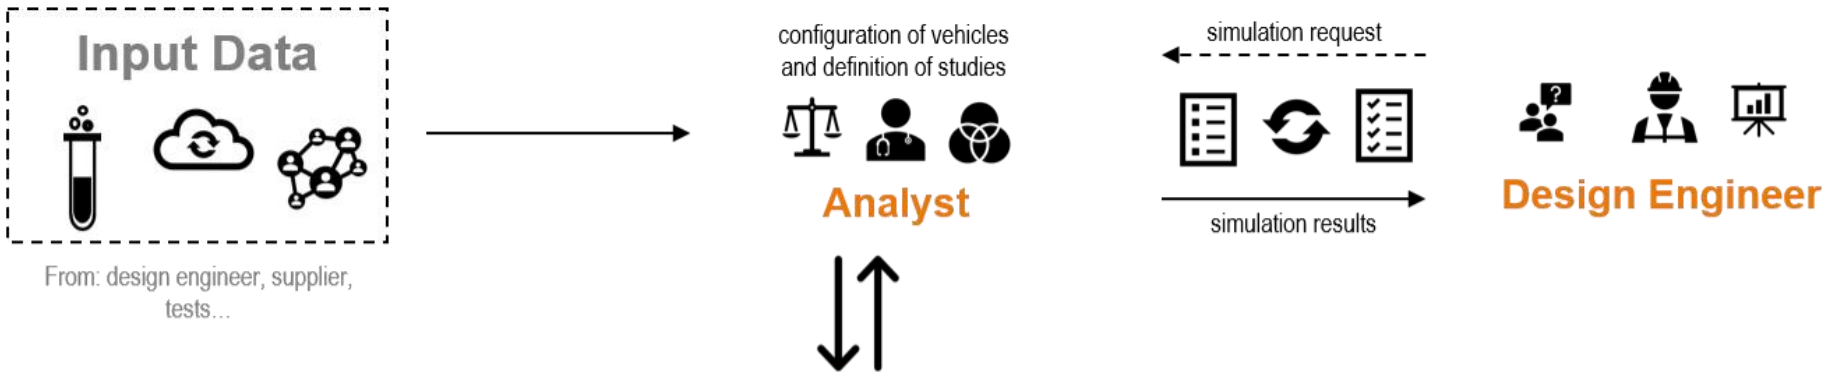 Input Data
From: design engineer, supplier,
tests...
configuration of vehicles
and definition of studies
Analyst
simulation request
simulation results
?
Design Engineer